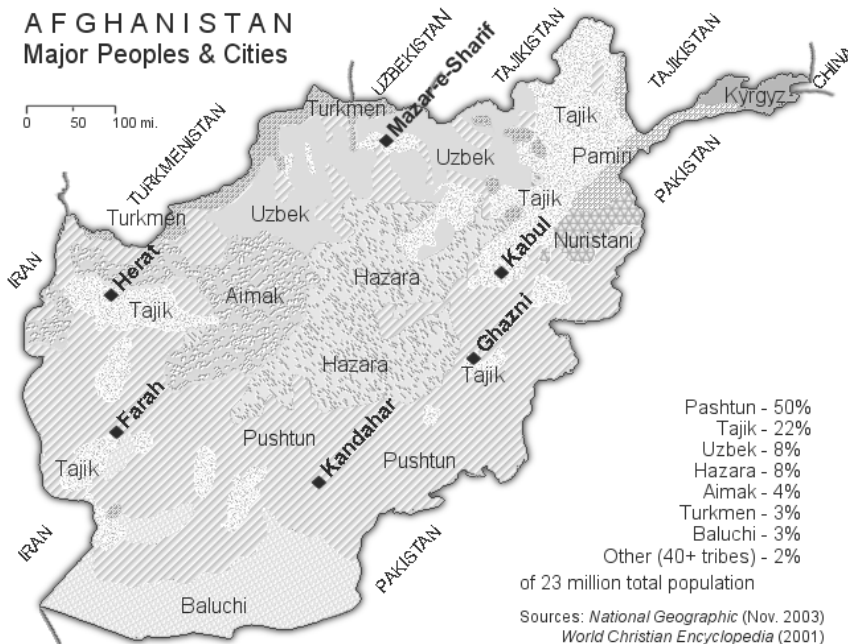 AFGHANISTAN
Major Peoples & Cities
0 50 100 mi.
UZBEKISTAN
TAJIKISTAN
TAJIKISTAN
CHINA
TURKMENISTAN
Turkmen
Mazar-e-Sharif
Tajik
Kyrgyz
Uzbek
Pamiri
PAKISTAN
Tajik
Turkmen
Uzbek
Nuristani
IRAN
Herat
Hazara
Kabul
Aimak
Tajik
Ghazni
Hazara
Tajik
Farah
Kandahar
Pushtun
Pushtun
Tajik
IRAN
PAKISTAN
Baluchi
Pashtun - 50%
Tajik - 22%
Uzbek - 8%
Hazara - 8%
Aimak - 4%
Turkmen - 3%
Baluchi - 3%
Other (40+ tribes) - 2%
of 23 million total population
Sources: National Geographic (Nov. 2003)
World Christian Encyclopedia (2001)